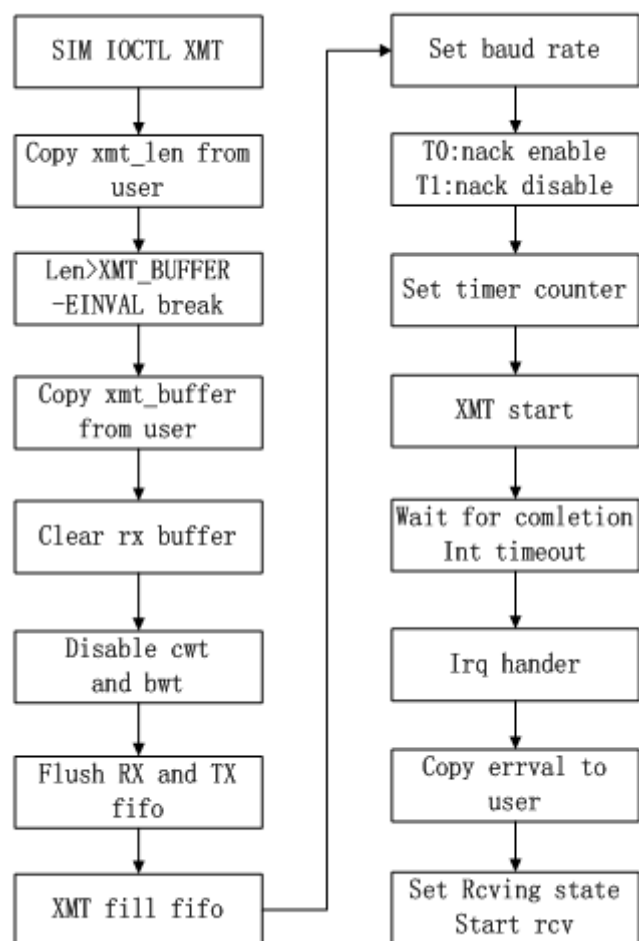 SIM IOCTL XMT
Copy xmt_len from
user
Len>XMT_BUFFER
-EINVAL break
Copy xmt_buffer
from user
Clear rx buffer
Disable cwt
and bwt
Flush RX and TX
fifo
XMT fill fifo
Set baud rate
T0:nack enable
T1:nack disable
Set timer counter
XMT start
Wait for comletion
Int timeout
Irq hander
Copy errval to
user
Set Rcving state
Start rcv